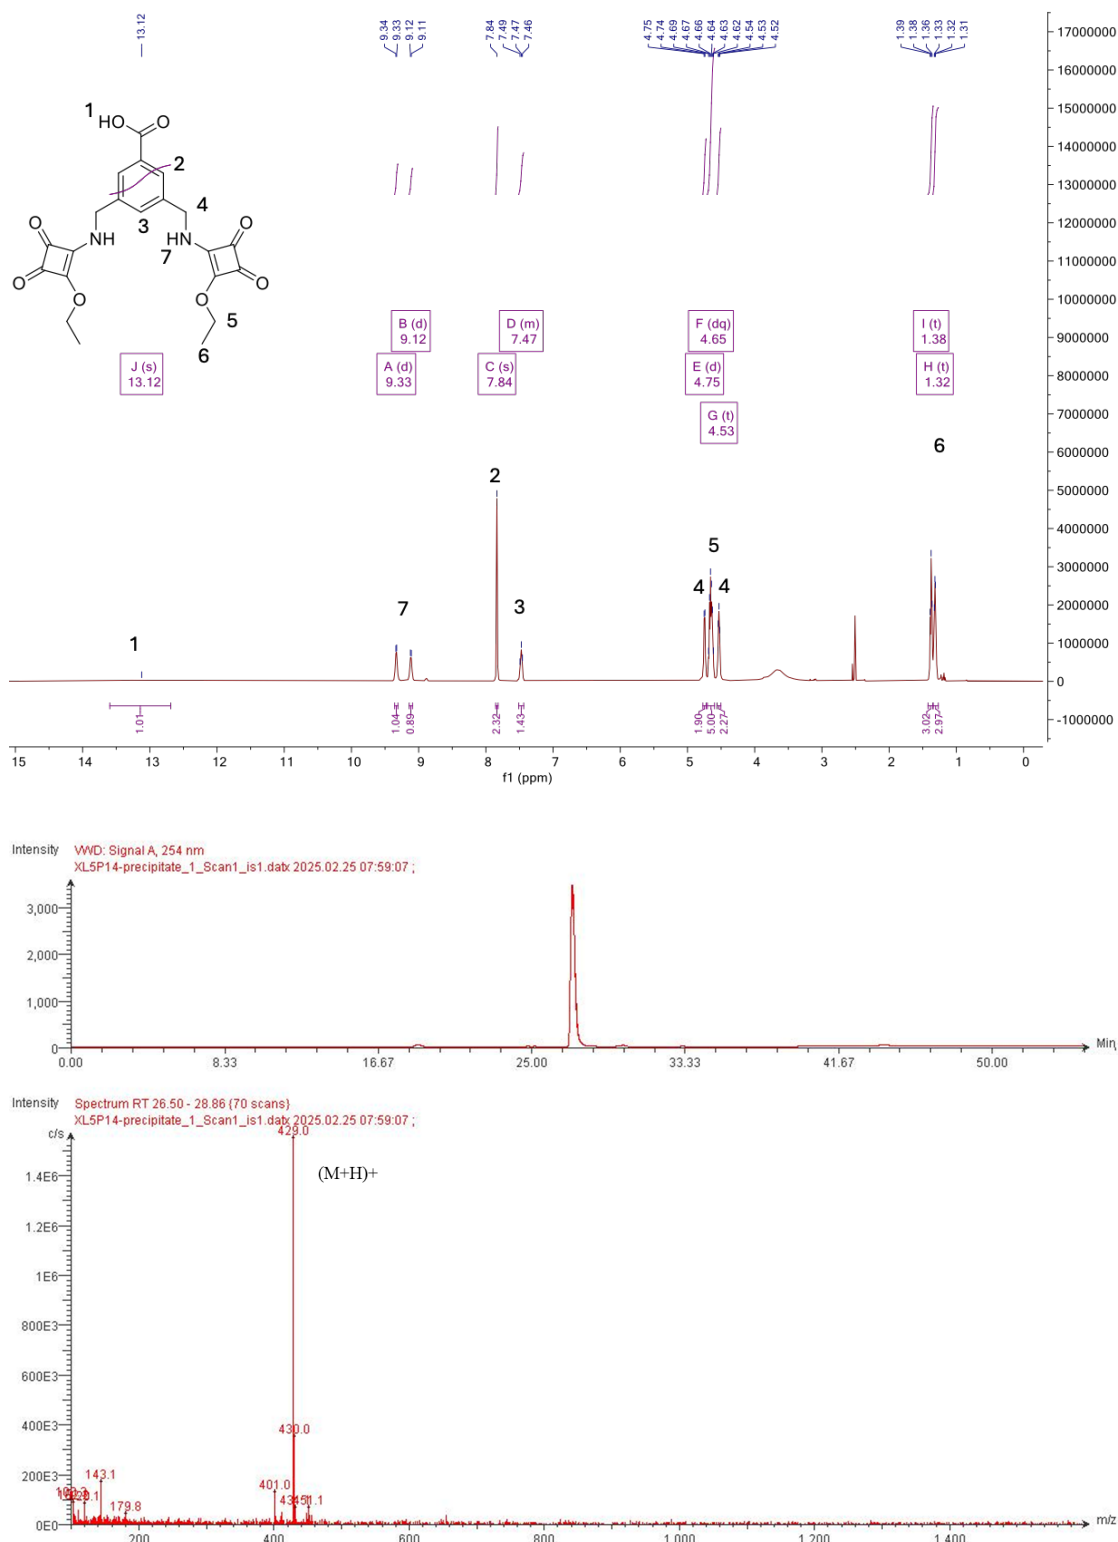 13.12
9.34
9.33
9.12
9.11
7.84
7.49
7.47
7.46
4.75
4.74
4.69
4.67
4.66
4.64
4.63
4.62
4.54
4.53
4.52
1.39
1.38
1.36
1.33
1.32
1.31
17000000
16000000
15000000
14000000
13000000
12000000
11000000
10000000
9000000
8000000
7000000
6000000
5000000
4000000
3000000
2000000
1000000
0
-1000000
1
HO
O
2
4
3
O
O
NH
HN
7
O
O
O
O
5
6
B (d)
9.12
D (m)
7.47
F (dq)
4.65
I (t)
1.38
J (s)
13.12
A (d)
9.33
C (s)
7.84
E (d)
4.75
H (t)
1.32
G (t)
4.53
6
2
5
4
4
7
3
1
1.01
1.04
0.89
2.32
1.43
1.90
5.00
2.27
3.02
2.97
15 14 13 12 11 10 9 8 7 6 5 4 3 2 1 0
f1 (ppm)
Intensity
VWD: Signal A, 254 nm
XL5P14-precipitate_1_Scan1_is1.datx 2025.02.25 07:59:07 ;
3,000
2,000
1,000
0
0.00 8.33 16.67 25.00 33.33 41.67 50.00
Min
Intensity
Spectrum RT 26.50 - 28.86 {70 scans}
XL5P14-precipitate_1_Scan1_is1.datx 2025.02.25 07:59:07 ;
c/s
429.0
(M+H)+
1.4E6
1.2E6
1E6
800E3
600E3
400E3
200E3
0E0
430.0
401.0
143.1
179.8
200 400 600 800 1,000 1,200 1,400
m/z